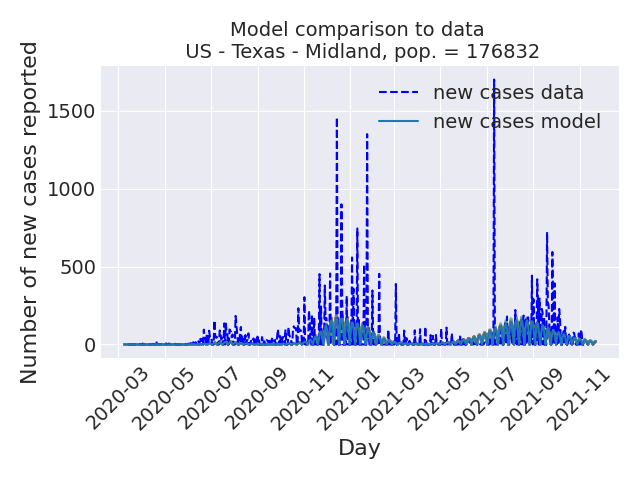 Model comparison to data
US - Texas - Midland, pop. = 176832
new cases data
new cases model
Number of new cases reported
1500
1000
500
0
2020-03
2020-05
2020-07
2020-09
2020-11
2021-01
2021-03
2021-05
2021-07
2021-09
2021-11
Day